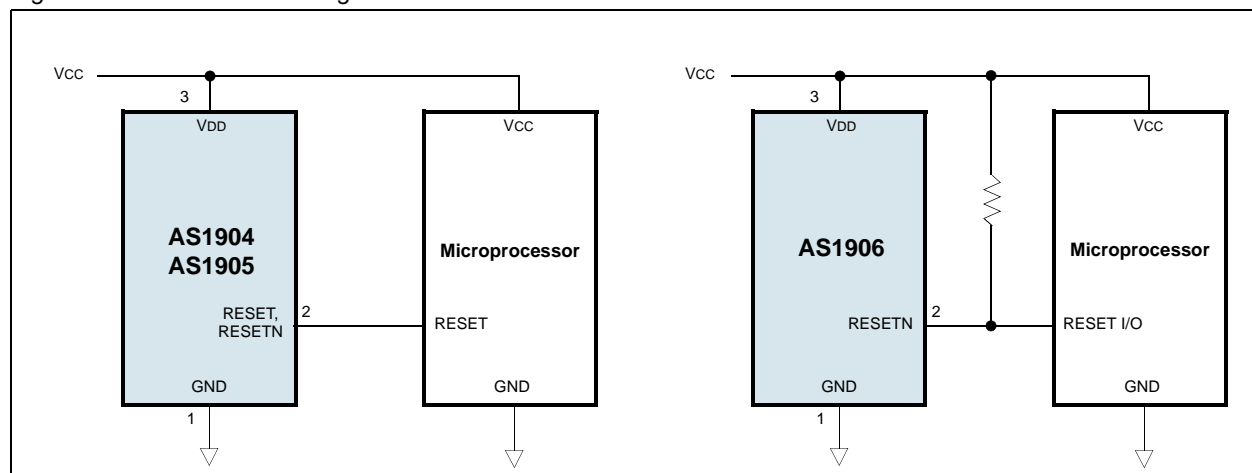 VCC
3
VDD
VCC
AS1904
AS1905
Microprocessor
RESET,
RESETN
2
RESET
GND
GND
1
VCC
3
VDD
VCC
AS1906
Microprocessor
RESETN
2
RESET I/O
GND
GND
1